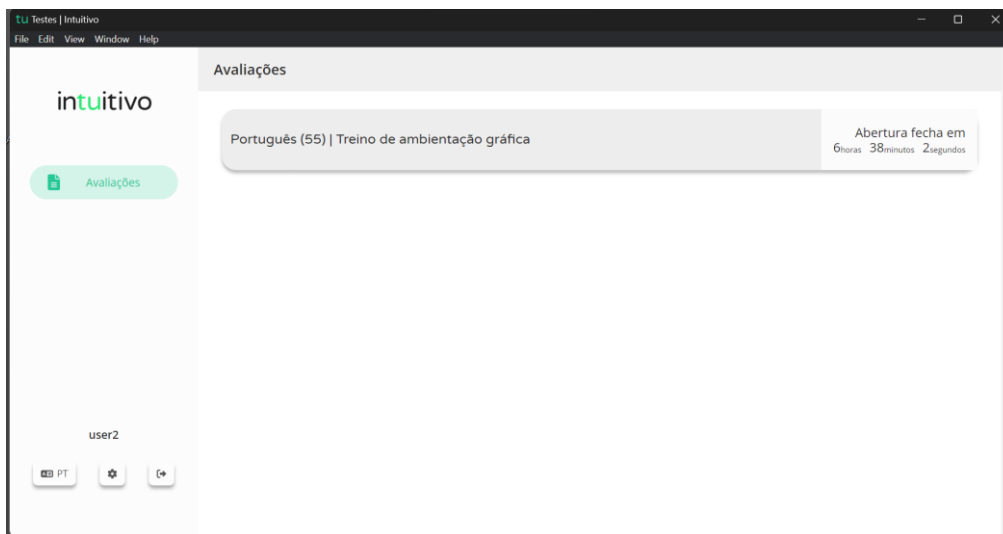 tu Testes | Intuitivo
File Edit View Window Help
intuitivo
Avaliações
user2
PT
Avaliações
Português (55) | Treino de ambientação gráfica
Abertura fecha em
6horas 38minutos 2segundos